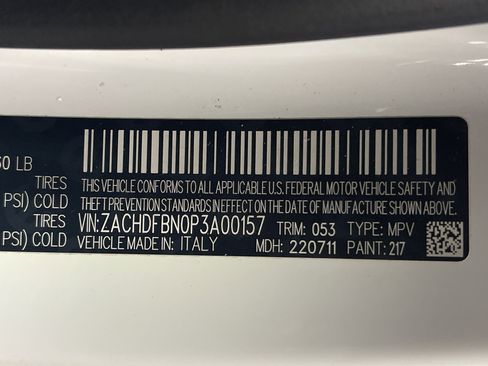 50 LB
TIRES THIS VEHICLE CONFORMS TO ALL APPLICABLE U.S. FEDERAL MOTOR VEHICLE SAFETY
PSI) COLD AND THEFT PREVENTION STANDARDS IN EFFECT ON THE DATE OF MANUFACTURE SHOWN ABOVE.
TIRES VIN:ZACHDFBN0P3A00157 TRIM: 053 TYPE: MPV
PSI) COLD VEHICLE MADE IN: ITALY MDH: 220711 PAINT: 217